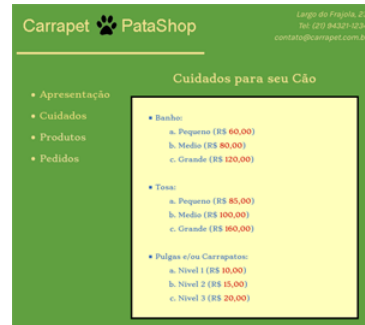 Carrapet PataShop
Largo do Frajola, 25
Tel: (21) 94321-1234
contato@carrapet.com.b
Cuidados para seu Cão
• Apresentação
• Cuidados
• Produtos
• Pedidos
• Banho:
a. Pequeno (R$ 60,00)
b. Medio (R$ 80,00)
c. Grande (R$ 120,00)
• Tosa:
a. Pequeno (R$ 85,00)
b. Medio (R$ 100,00)
c. Grande (R$ 160,00)
• Pulgas e/ou Carrapatos:
a. Nivel 1 (R$ 10,00)
b. Nivel 2 (R$ 15,00)
c. Nivel 3 (R$ 20,00)